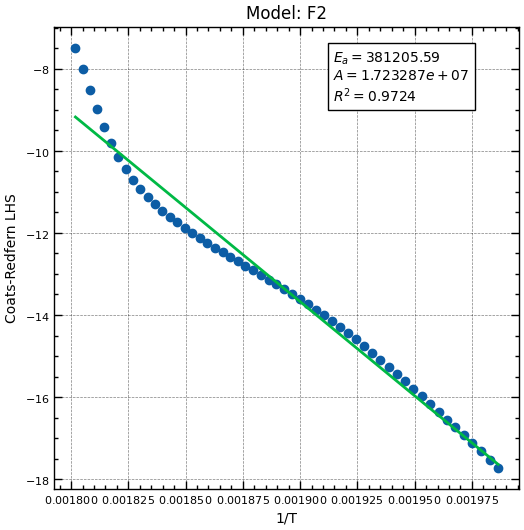 Model: F2
E_a = 381205.59
A = 1.723287e + 07
R^2 = 0.9724
Coats-Redfern LHS
−8
−10
−12
−14
−16
−18
0.001800 0.001825 0.001850 0.001875 0.001900 0.001925 0.001950 0.001975
1/T